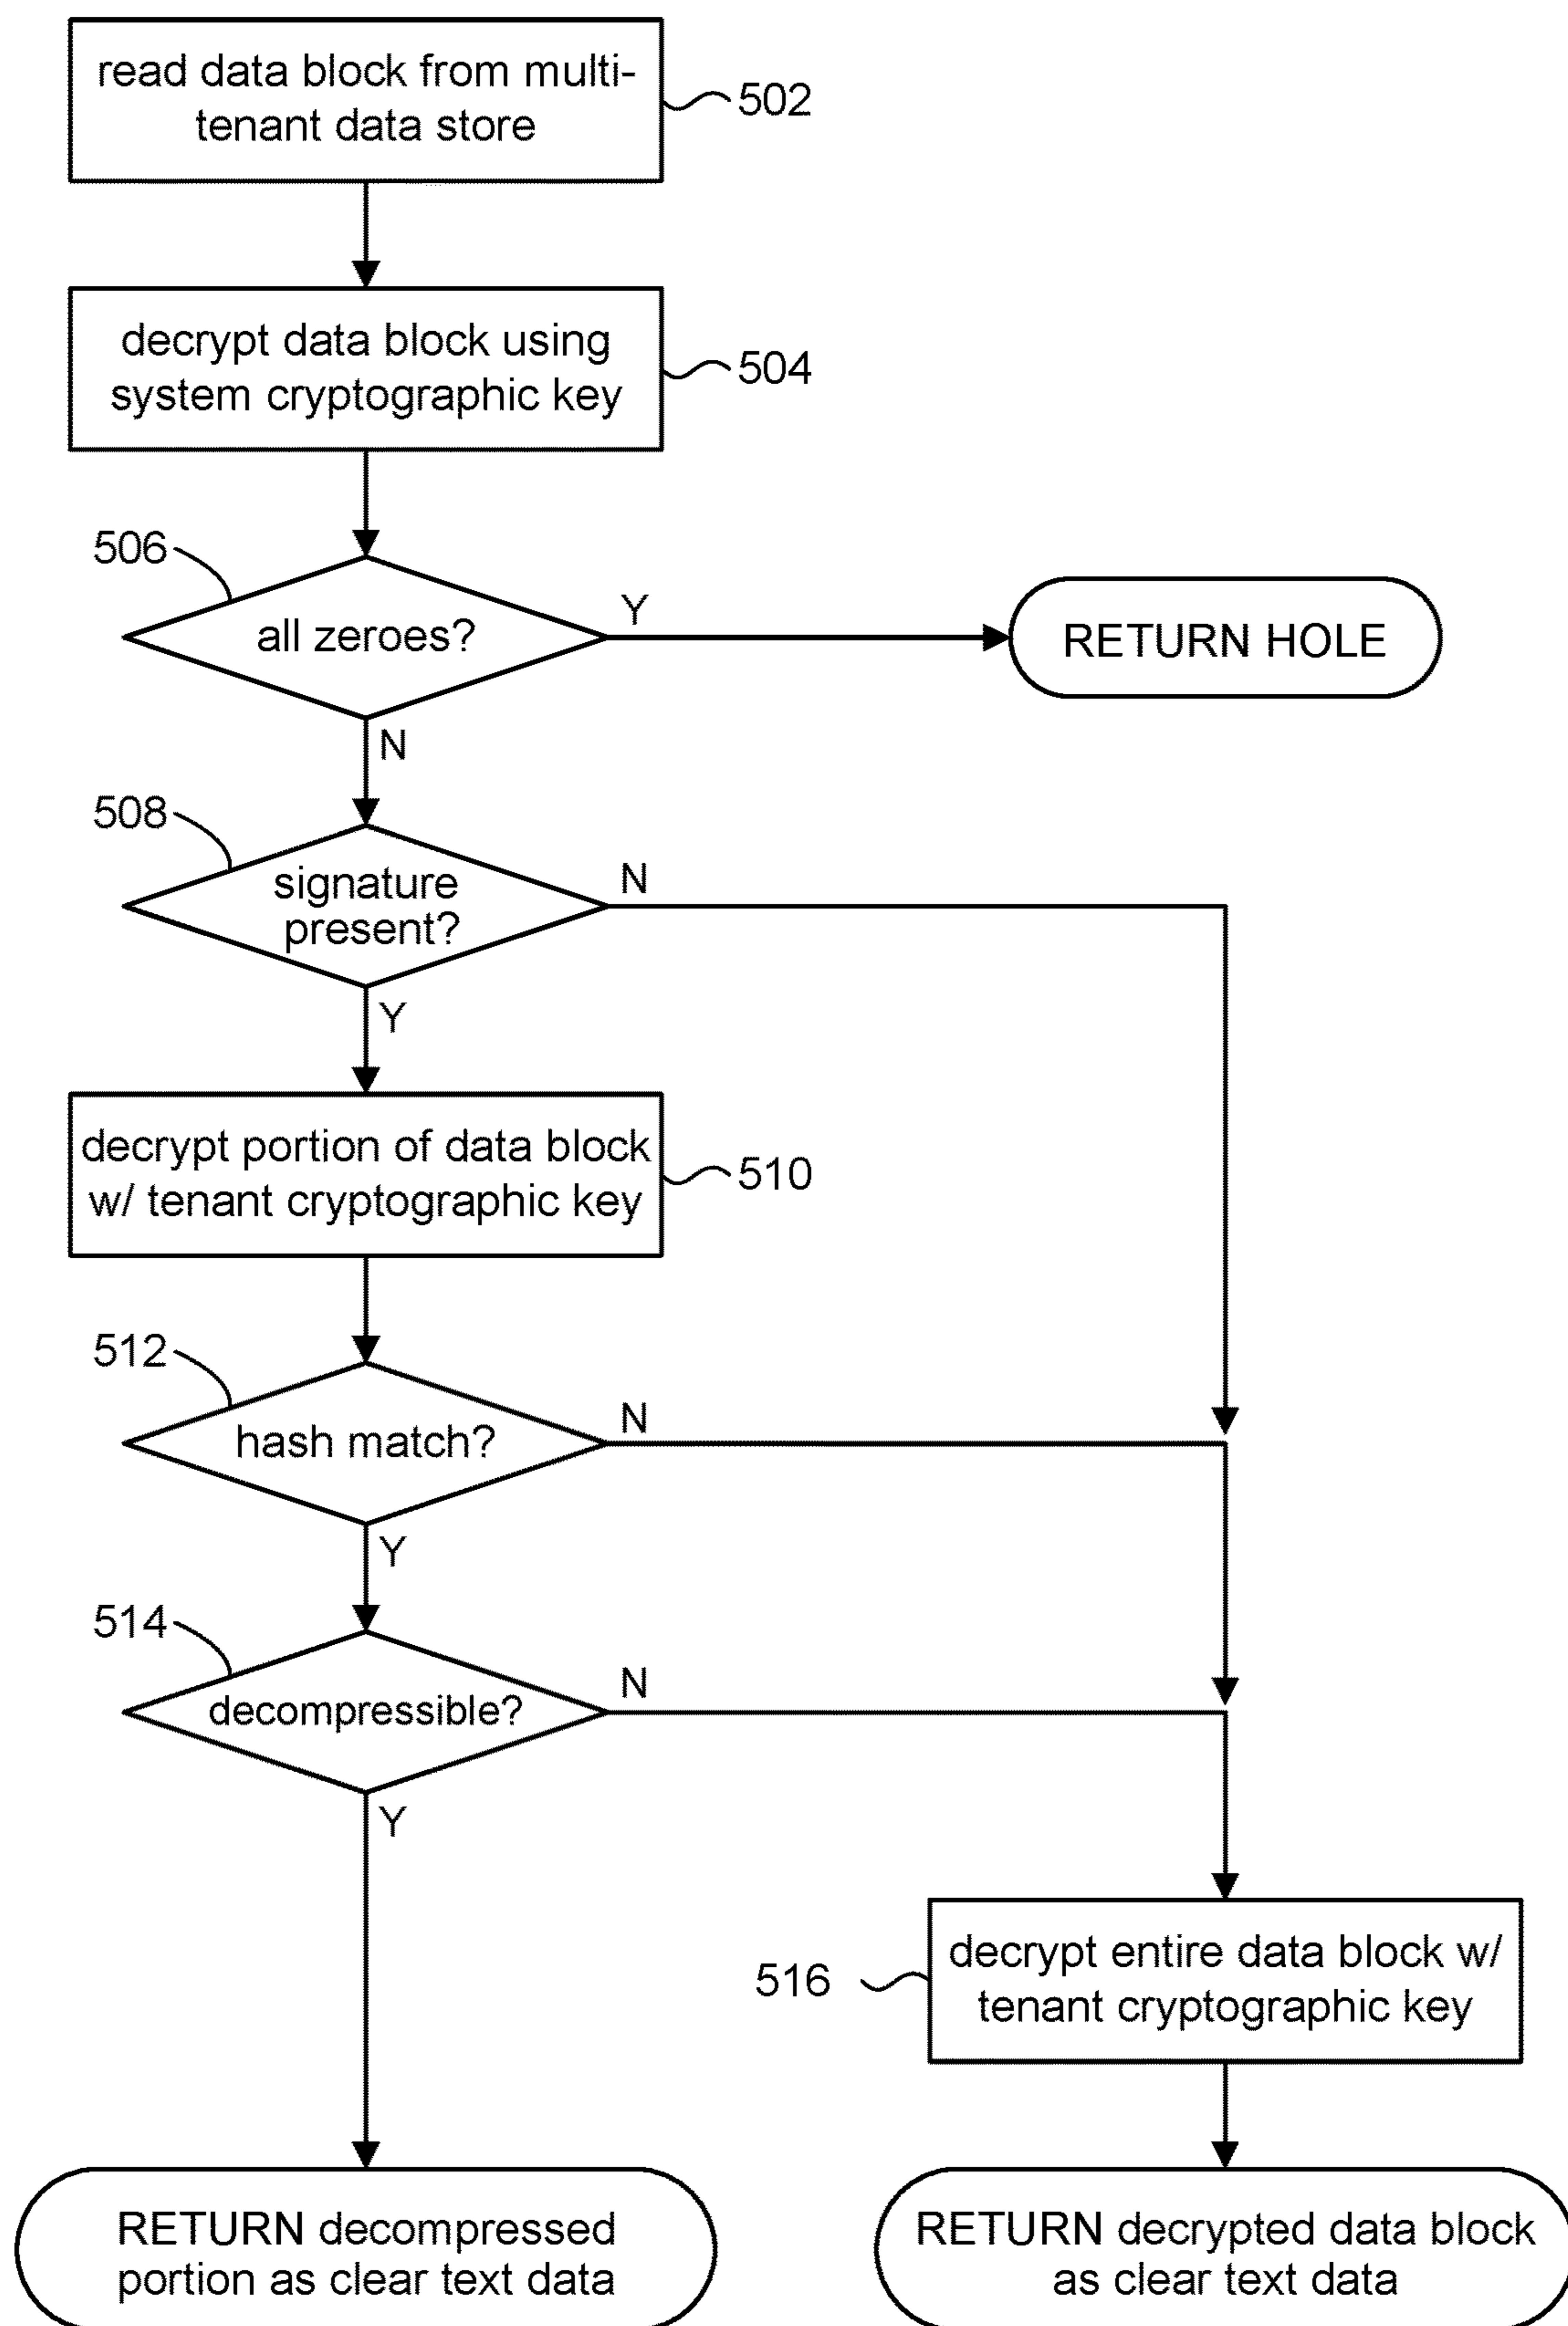 read data block from multi-
tenant data store
502
decrypt data block using
system cryptographic key
504
506
all zeroes?
Y
RETURN HOLE
N
508
signature
present?
N
Y
decrypt portion of data block
w/ tenant cryptographic key
510
512
hash match?
N
Y
514
decompressible?
N
Y
decrypt entire data block w/
tenant cryptographic key
516
RETURN decompressed
portion as clear text data
RETURN decrypted data block
as clear text data